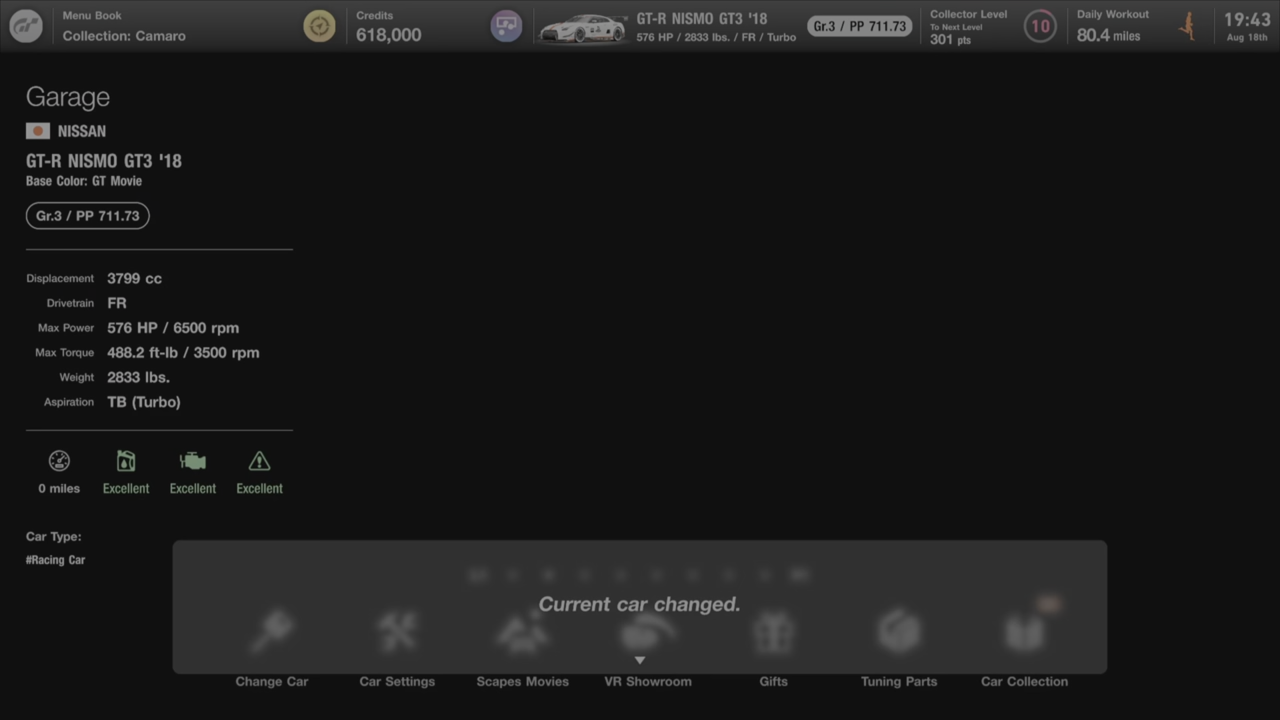 Menu Book
Collection: Camaro
Credits
618,000
GT-R NISMO GT3 '18
576 HP / 2833 lbs. / FR / Turbo
Gr.3 / PP 711.73
Collector Level
To Next Level
301 pts
10
Daily Workout
80.4 miles
19:43
Aug 18th
Garage
NISSAN
GT-R NISMO GT3 '18
Base Color: GT Movie
Gr.3 / PP 711.73
Displacement 3799 cc
Drivetrain FR
Max Power 576 HP / 6500 rpm
Max Torque 488.2 ft-lb / 3500 rpm
Weight 2833 lbs.
Aspiration TB (Turbo)
0 miles Excellent Excellent Excellent
Car Type:
#Racing Car
Current car changed.
Change Car Car Settings Scapes Movies VR Showroom Gifts Tuning Parts Car Collection